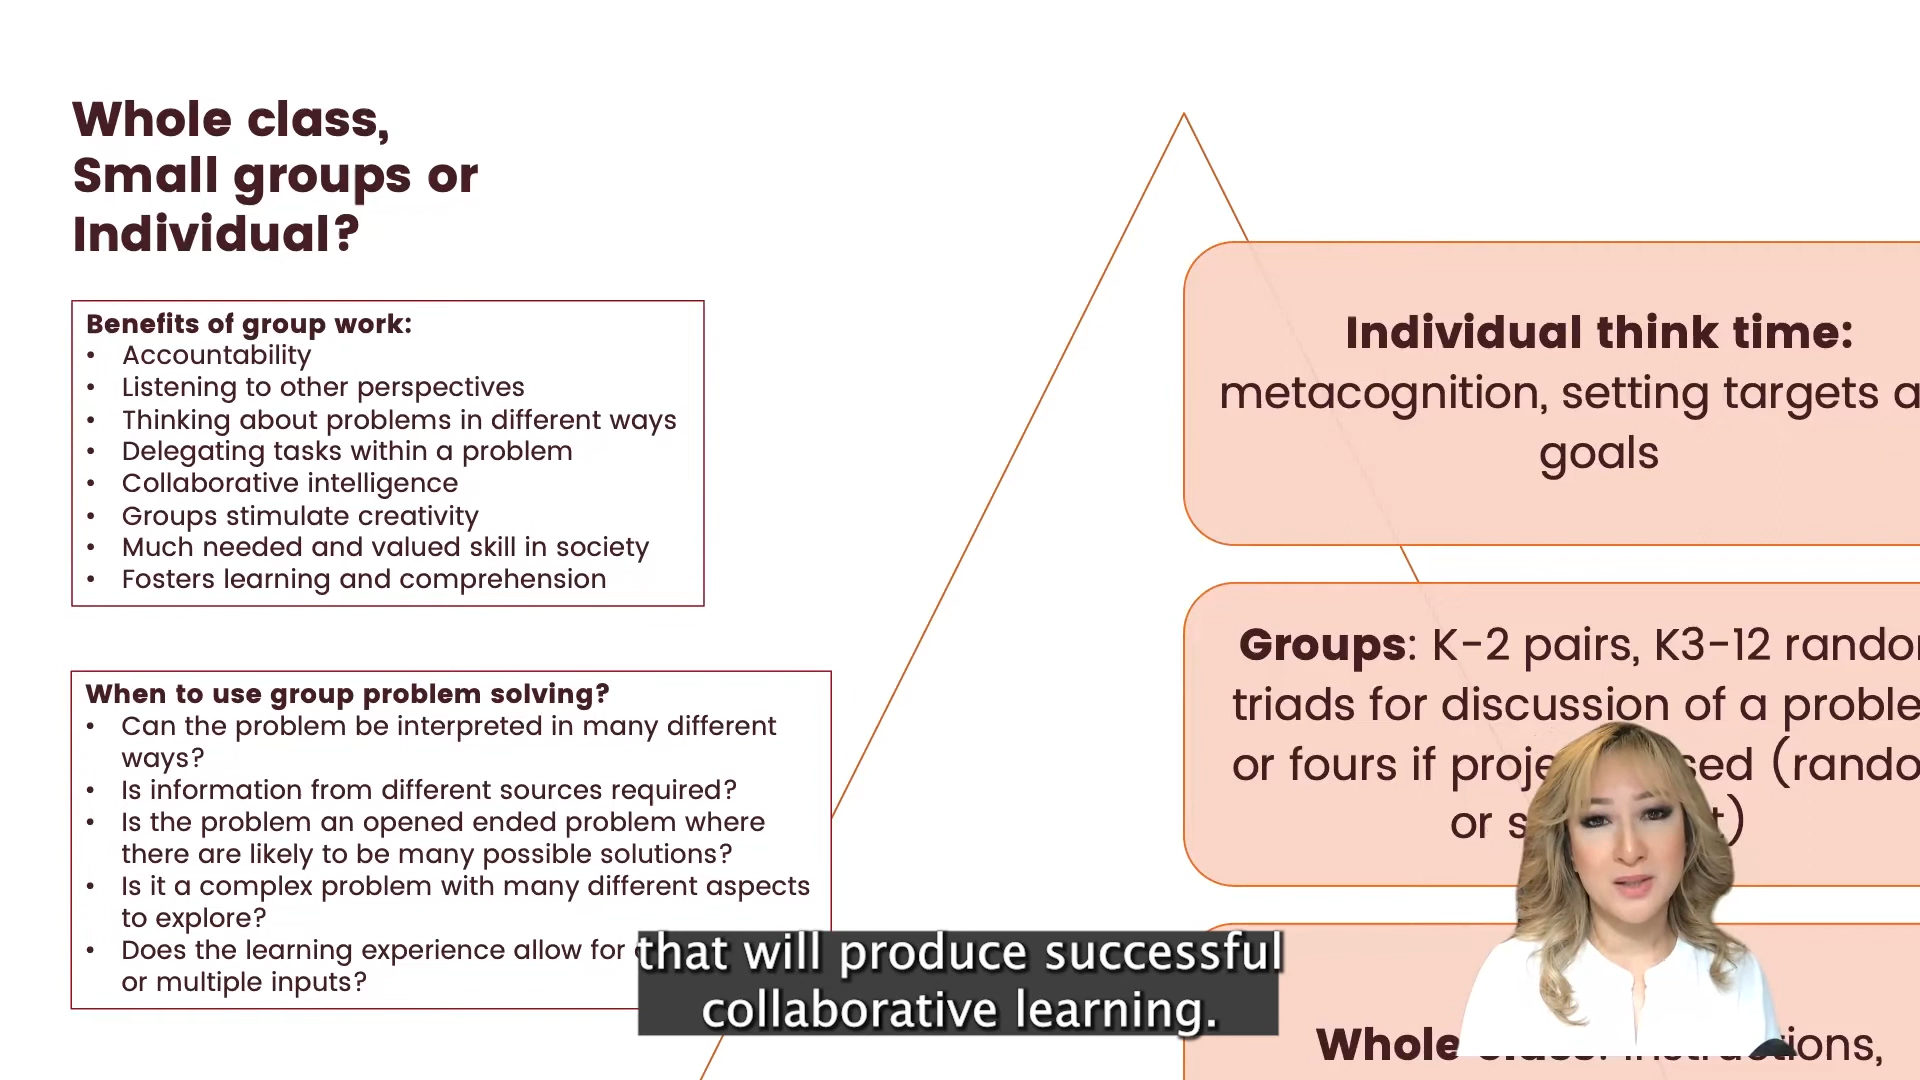 Whole class,
Small groups or
Individual?
Benefits of group work:
• Accountability
• Listening to other perspectives
• Thinking about problems in different ways
• Delegating tasks within a problem
• Collaborative intelligence
• Groups stimulate creativity
• Much needed and valued skill in society
• Fosters learning and comprehension
When to use group problem solving?
• Can the problem be interpreted in many different
ways?
• Is information from different sources required?
• Is the problem an opened ended problem where
there are likely to be many possible solutions?
• Is it a complex problem with many different aspects
to explore?
• Does the learning experience allow for
or multiple inputs?
Individual think time:
metacognition, setting targets
goals
Groups: K-2 pairs, K3-12
triads for discussion of a
or fours if
or
Whole
that will produce successful
collaborative learning.